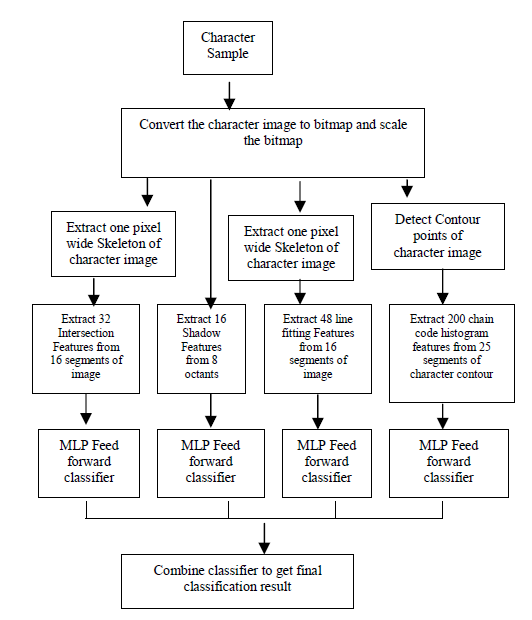 Character
Sample
Convert the character image to bitmap and scale
the bitmap
Extract one pixel
wide Skeleton of
character image
Extract one pixel
wide Skeleton of
character image
Detect Contour
points of
character image
Extract 32
Intersection
Features from
16 segments of
image
Extract 16
Shadow
Features
from 8
octants
Extract 48 line
fitting Features
from 16
segments of
image
Extract 200 chain
code histogram
features from 25
segments of
character contour
MLP Feed
forward
classifier
MLP Feed
forward
classifier
MLP Feed
forward
classifier
MLP Feed
forward
classifier
Combine classifier to get final
classification result